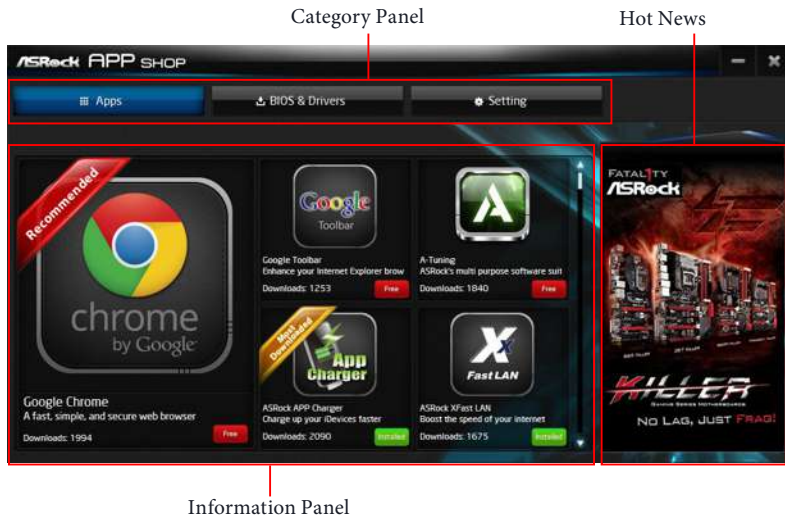 Category Panel
Hot News
ASRock APP SHOP
Apps
BIOS & Drivers
Setting
Recommended
chrome
by Google
Google Chrome
A fast, simple, and secure web browser
Downloads: 1994
Free
Google
Toolbar
Google Toolbar
Enhance your Internet Explorer brow
Downloads: 1253
Free
A-Tuning
ASRock's multi purpose software suit
Downloads: 1840
Free
Most
Downloaded
App
Charger
ASRock APP Charger
Charge up your iDevices faster
Downloads: 2090
Installed
X
Fast LAN
ASRock XFast LAN
Boost the speed of your internet
Downloads: 1675
Installed
FATAL1TY
ASRock
KILLER
GAMING SERIES MOTHERBOARDS
NO LAG, JUST FRAG!
Information Panel